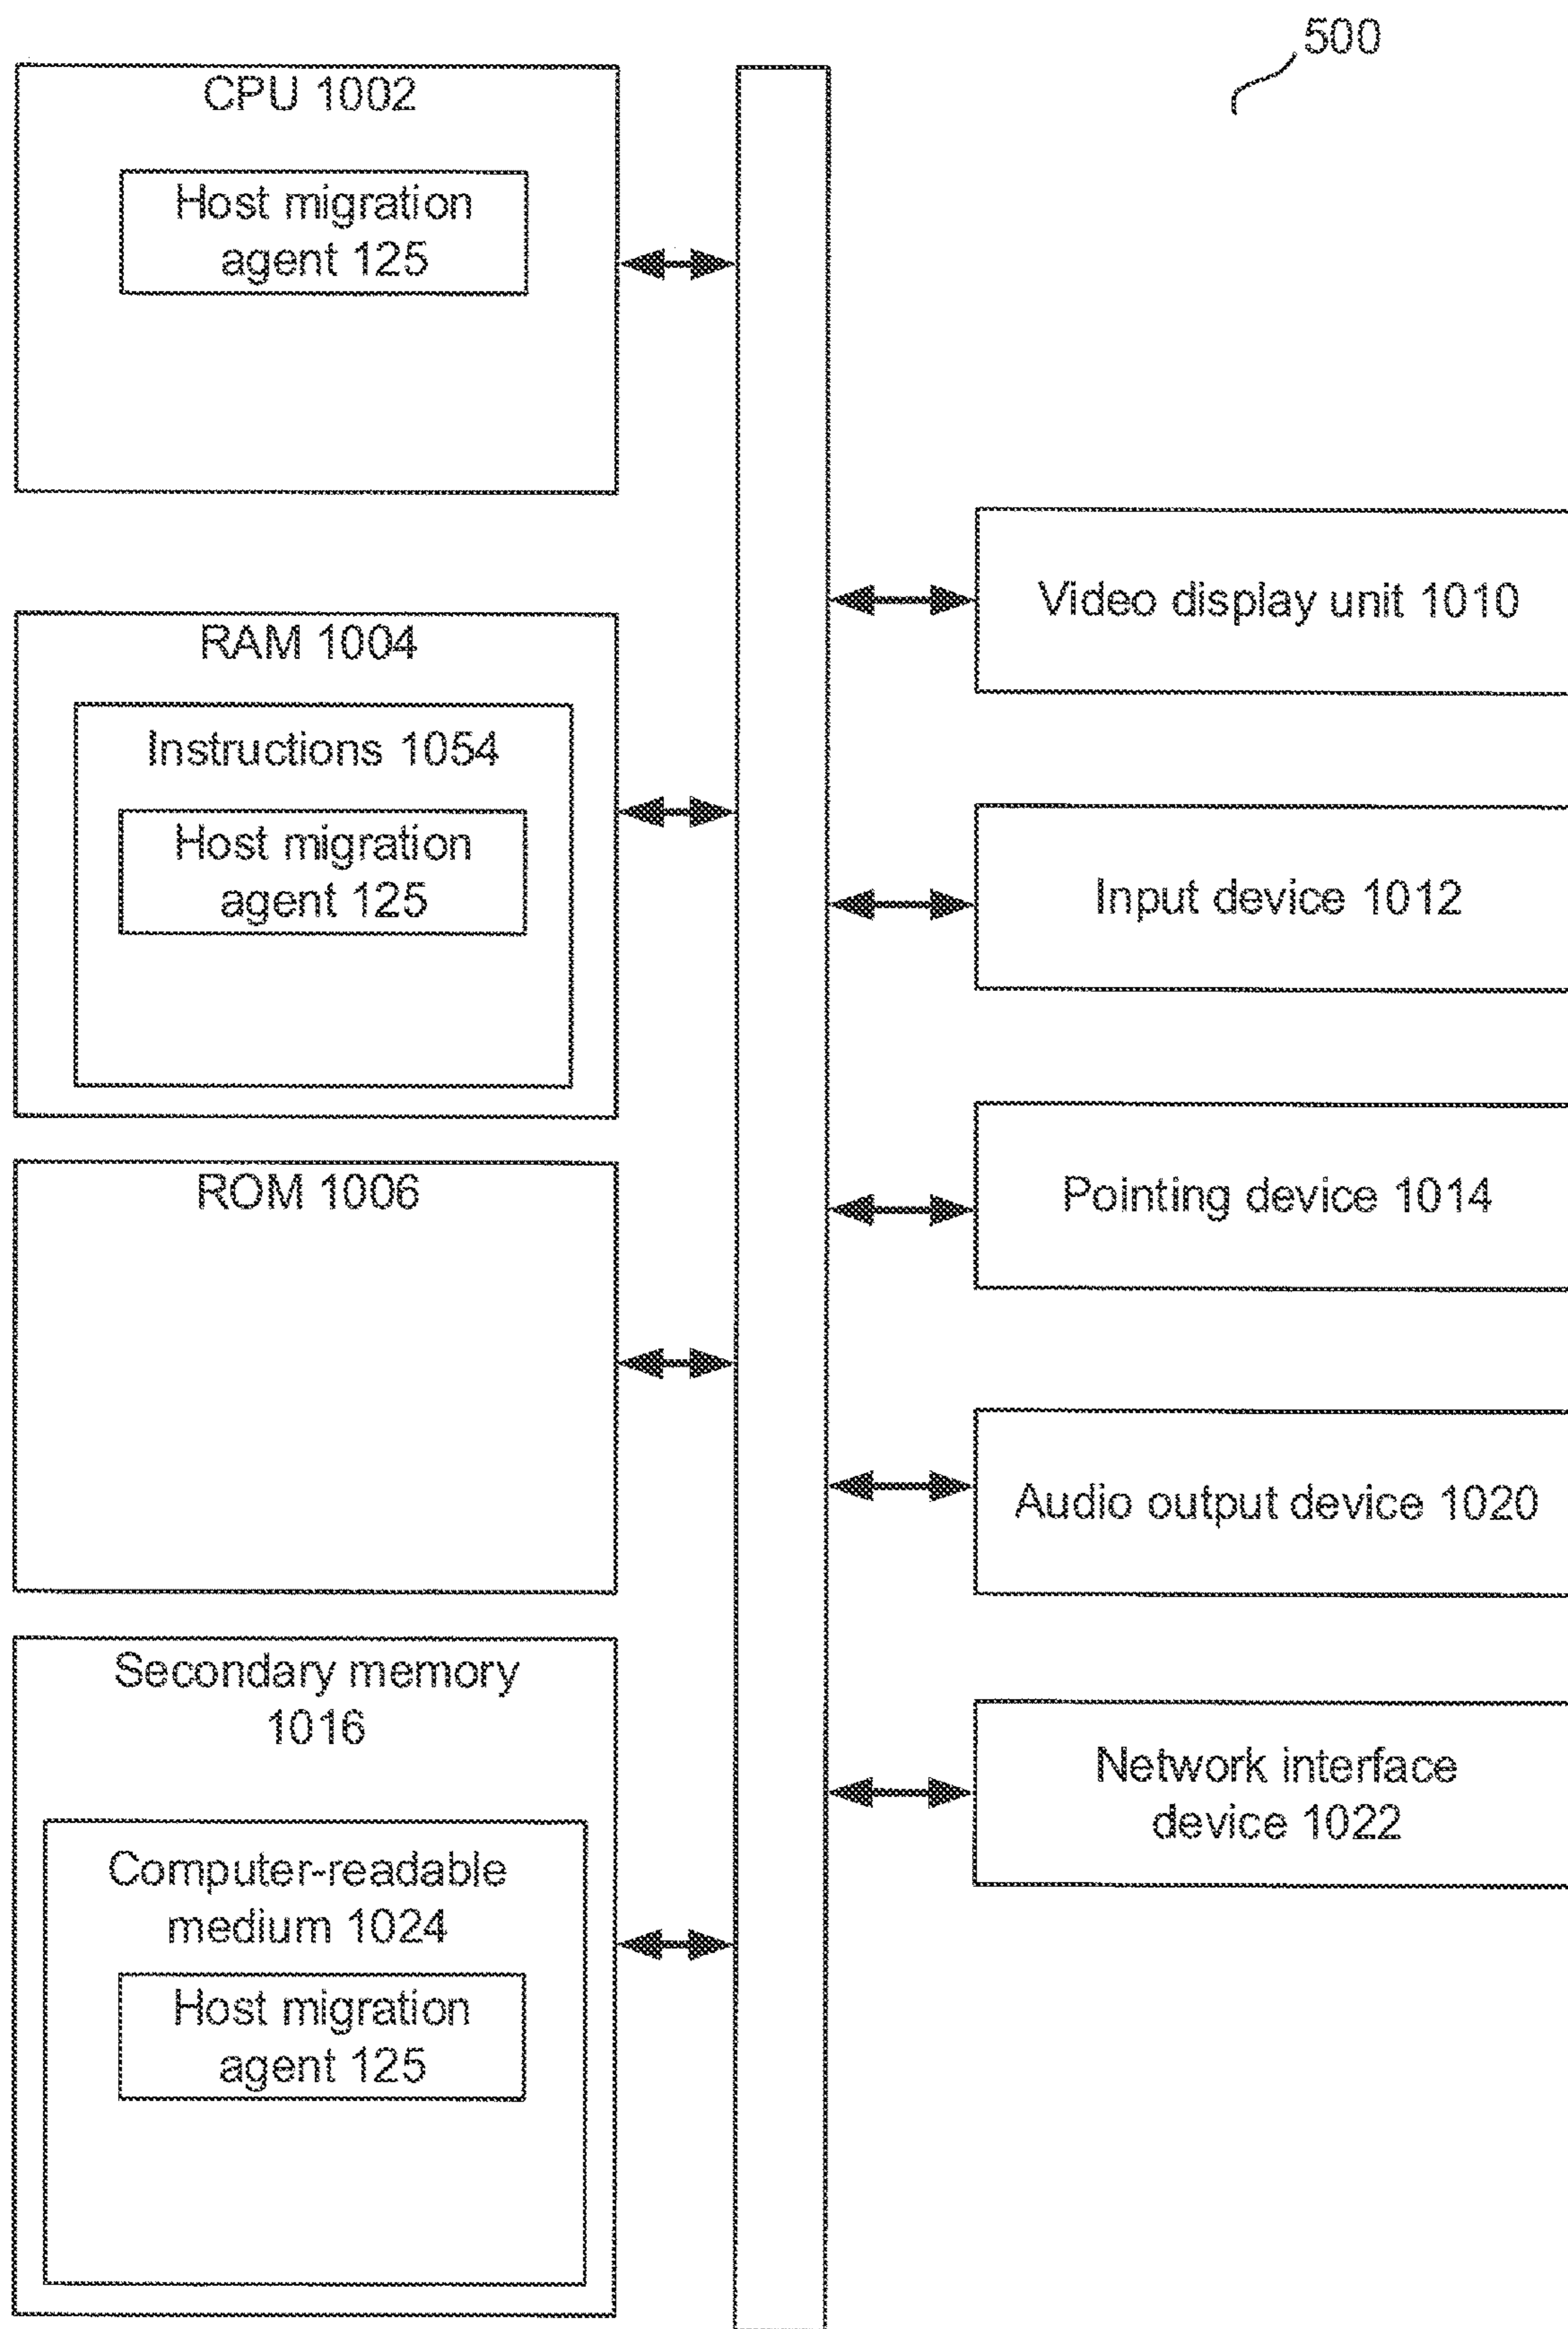 500
CPU 1002
Host migration
agent 125
RAM 1004
Instructions 1054
Host migration
agent 125
ROM 1006
Secondary memory
1016
Computer-readable
medium 1024
Host migration
agent 125
Video display unit 1010
Input device 1012
Pointing device 1014
Audio output device 1020
Network interface
device 1022